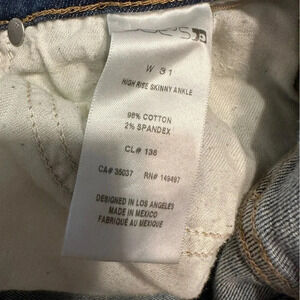 W 31
HIGH RISE SKINNY ANKLE
98% COTTON
2% SPANDEX
CL# 138
CA# 35037 RN# 149497
DESIGNED IN LOS ANGELES
MADE IN MEXICO
FABRIQUÉ AU MEXIQUE